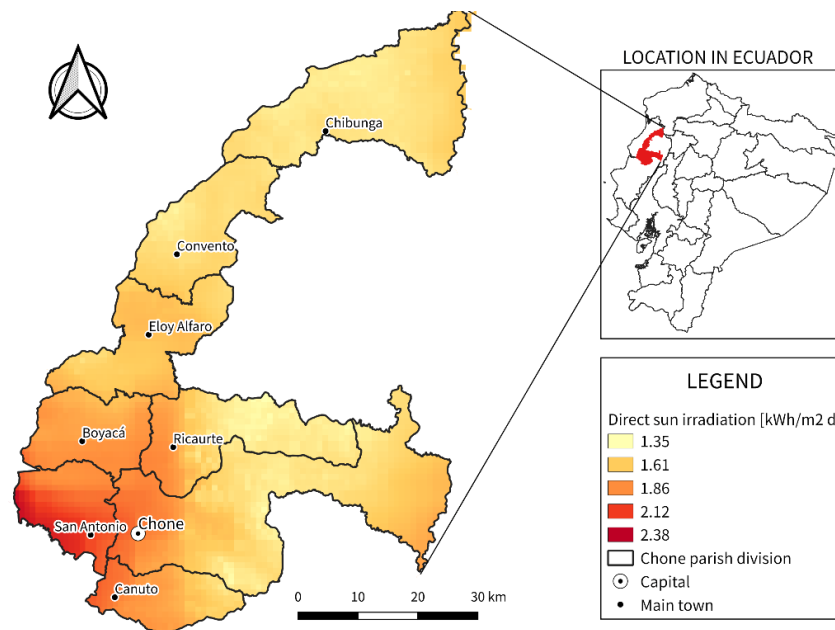 LOCATION IN ECUADOR
Chibunga
Convento
Eloy Alfaro
Boyacá
Ricaurte
San Antonio
Chone
Canuto
0 10 20 30 km
LEGEND
Direct sun irradiation [kWh/m2 d
1.35
1.61
1.86
2.12
2.38
Chone parish division
Capital
Main town